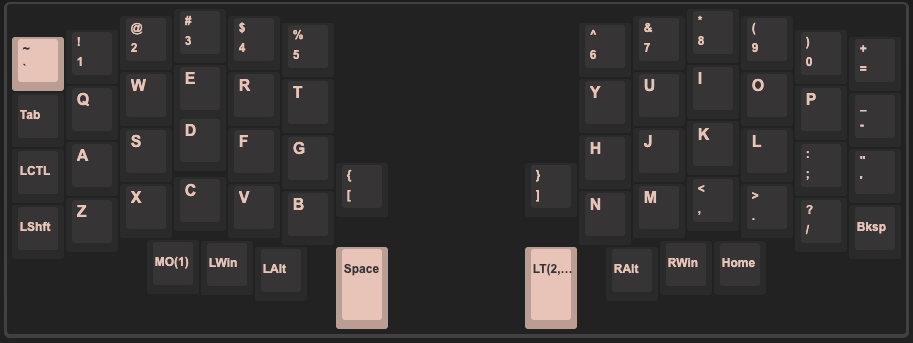 ~
`
!
1
@
2
#
3
$
4
%
5
^
6
&
7
*
8
(
9
)
0
+
=
Tab
Q
W
E
R
T
Y
U
I
O
P
_
-
LCTL
A
S
D
F
G
H
J
K
L
:
;
"
'
LShft
Z
X
C
V
B
{
[
}
]
N
M
<
,
>
.
?
/
Bksp
MO(1)
LWin
LAlt
Space
LT(2,...
RAlt
RWin
Home